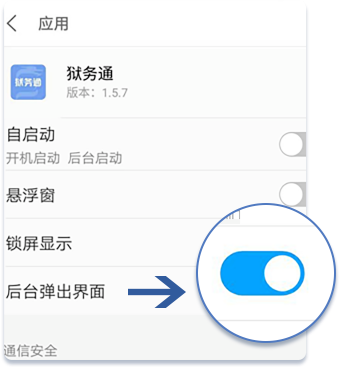 应用
狱务通
狱务通
版本：1.5.7
自启动
开机启动 后台启动
悬浮窗
锁屏显示
后台弹出界面
通信安全